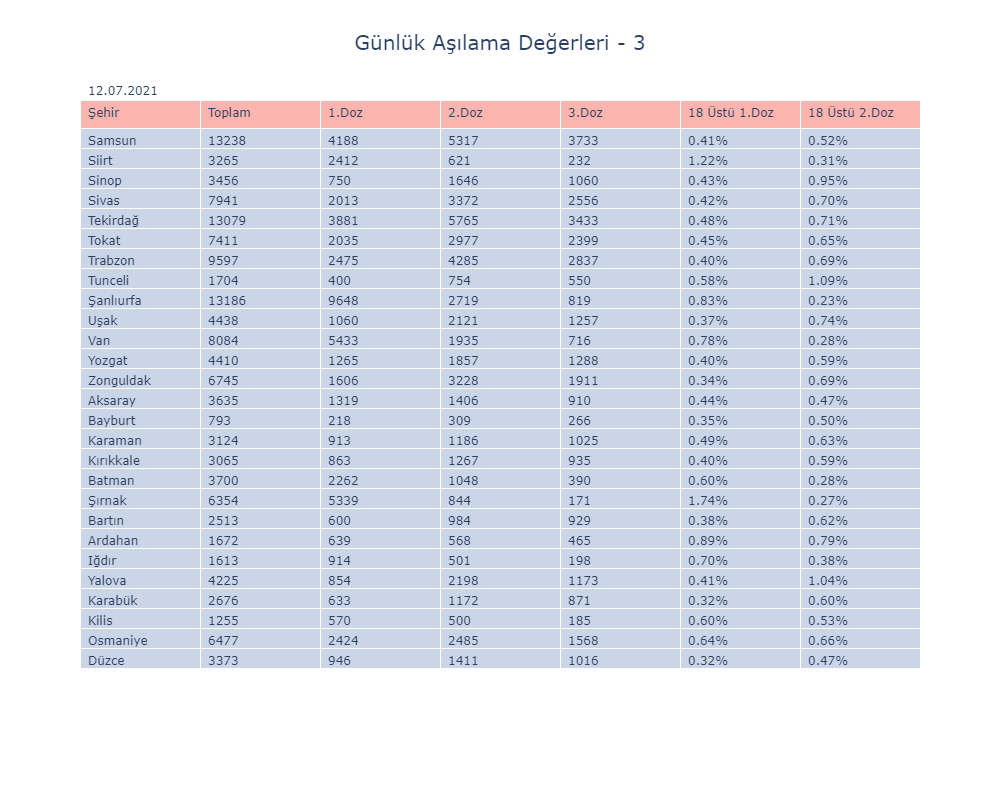 Günlük Aşılama Değerleri - 3
12.07.2021
Şehir Toplam 1.Doz 2.Doz 3.Doz 18 Üstü 1.Doz 18 Üstü 2.Doz
Samsun 13238 4188 5317 3733 0.41% 0.52%
Siirt 3265 2412 621 232 1.22% 0.31%
Sinop 3456 750 1646 1060 0.43% 0.95%
Sivas 7941 2013 3372 2556 0.42% 0.70%
Tekirdağ 13079 3881 5765 3433 0.48% 0.71%
Tokat 7411 2035 2977 2399 0.45% 0.65%
Trabzon 9597 2475 4285 2837 0.40% 0.69%
Tunceli 1704 400 754 550 0.58% 1.09%
Şanlıurfa 13186 9648 2719 819 0.83% 0.23%
Uşak 4438 1060 2121 1257 0.37% 0.74%
Van 8084 5433 1935 716 0.78% 0.28%
Yozgat 4410 1265 1857 1288 0.40% 0.59%
Zonguldak 6745 1606 3228 1911 0.34% 0.69%
Aksaray 3635 1319 1406 910 0.44% 0.47%
Bayburt 793 218 309 266 0.35% 0.50%
Karaman 3124 913 1186 1025 0.49% 0.63%
Kırıkkale 3065 863 1267 935 0.40% 0.59%
Batman 3700 2262 1048 390 0.60% 0.28%
Şırnak 6354 5339 844 171 1.74% 0.27%
Bartın 2513 600 984 929 0.38% 0.62%
Ardahan 1672 639 568 465 0.89% 0.79%
Iğdır 1613 914 501 198 0.70% 0.38%
Yalova 4225 854 2198 1173 0.41% 1.04%
Karabük 2676 633 1172 871 0.32% 0.60%
Kilis 1255 570 500 185 0.60% 0.53%
Osmaniye 6477 2424 2485 1568 0.64% 0.66%
Düzce 3373 946 1411 1016 0.32% 0.47%